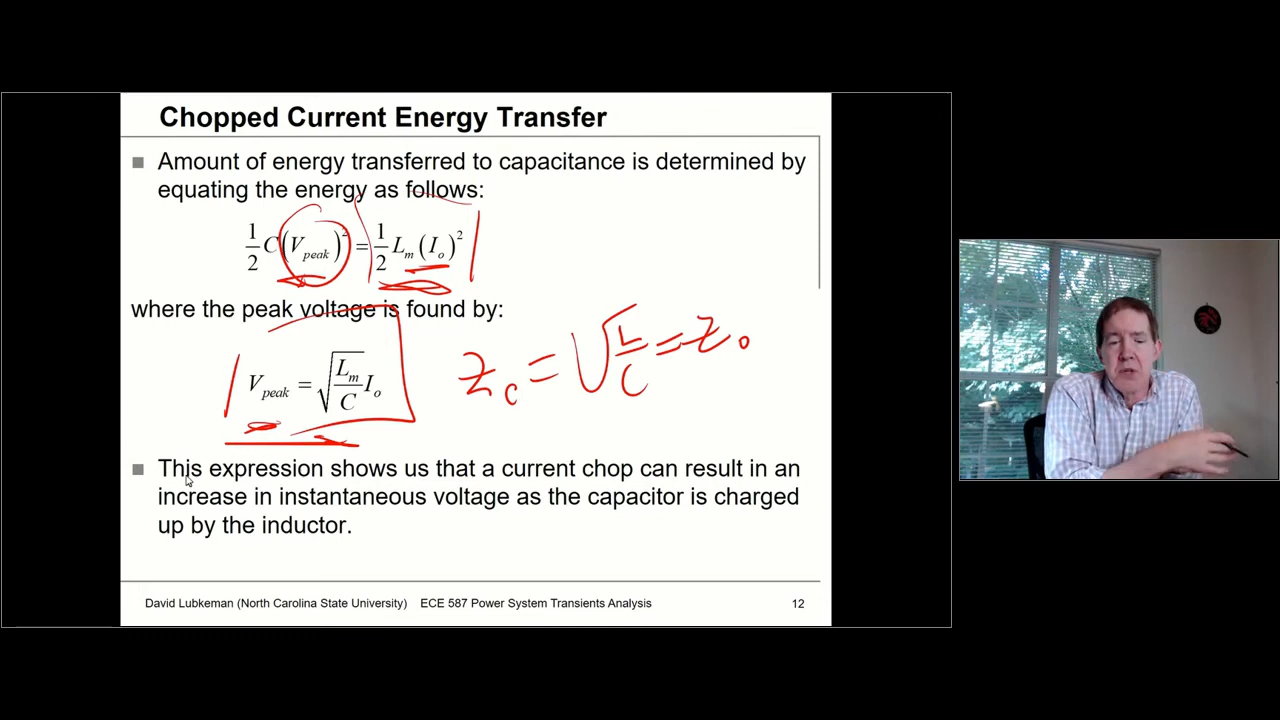 Chopped Current Energy Transfer
Amount of energy transferred to capacitance is determined by
equating the energy as follows:
1/2 C(V_peak)^2 = 1/2 L_m (I_o)^2
where the peak voltage is found by:
V_peak = √(L_m/C) I_o
Z_c = √(L/C) = Z_0
This expression shows us that a current chop can result in an
increase in instantaneous voltage as the capacitor is charged
up by the inductor.
David Lubkeman (North Carolina State University) ECE 587 Power System Transients Analysis 12